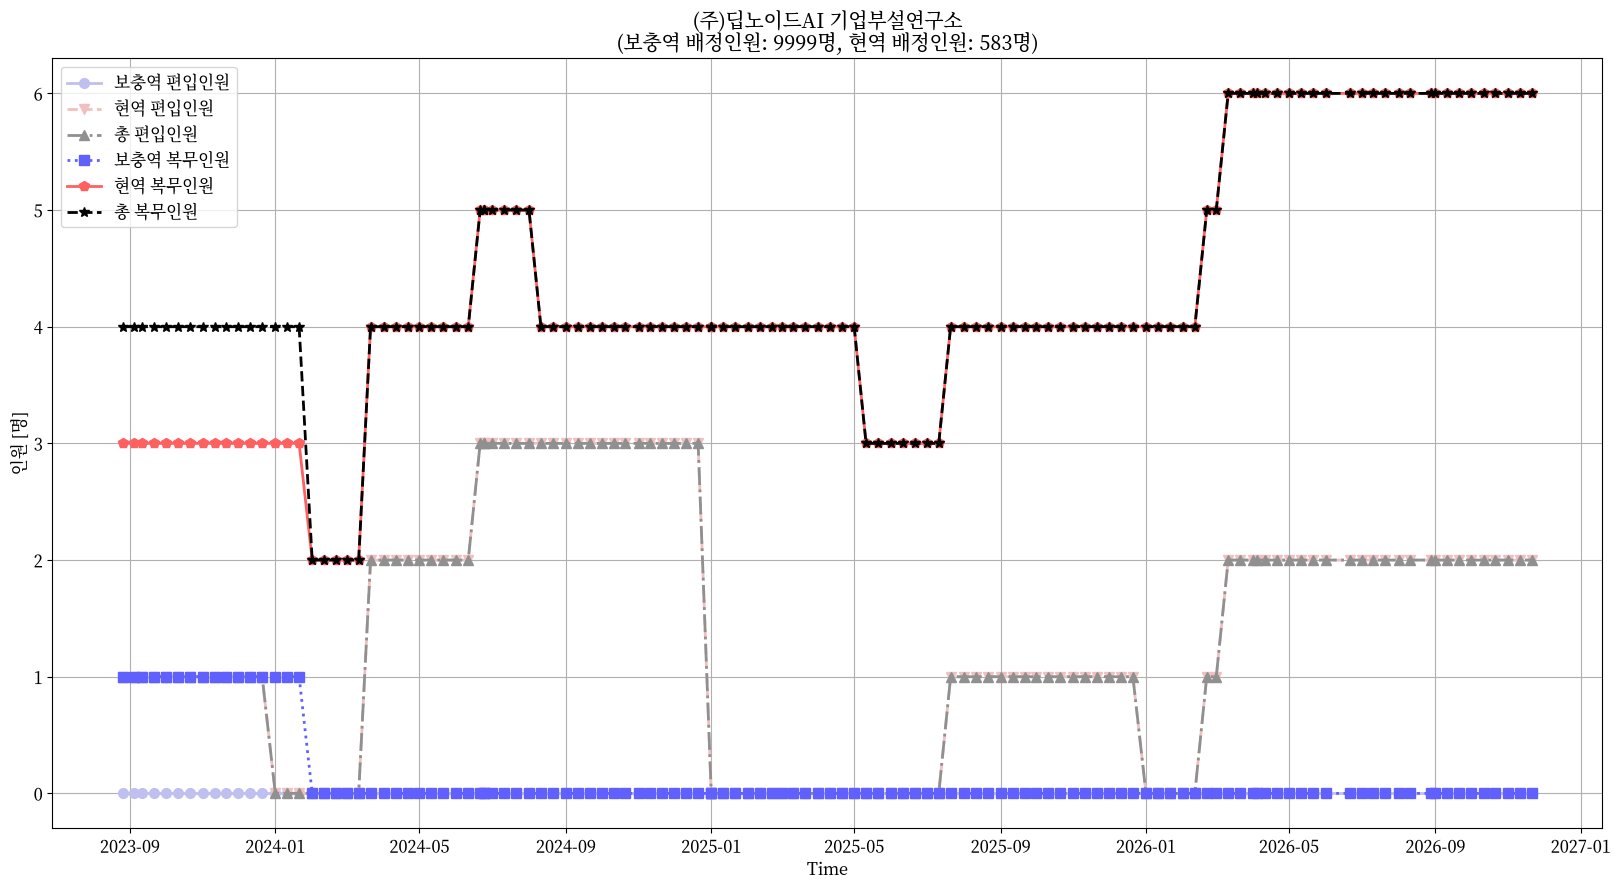 (주)딥노이드AI 기업부설연구소
(보충역 배정인원: 9999명, 현역 배정인원: 583명)
보충역 편입인원
현역 편입인원
총 편입인원
보충역 복무인원
현역 복무인원
총 복무인원
인원 [명]
6
5
4
3
2
1
0
2023-09
2024-01
2024-05
2024-09
2025-01
2025-05
2025-09
2026-01
2026-05
2026-09
2027-01
Time